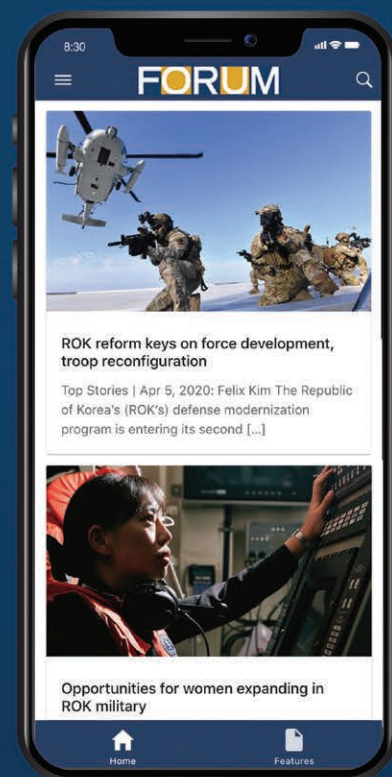 8:30
FORUM
ROK reform keys on force development,
troop reconfiguration
Top Stories | Apr 5, 2020: Felix Kim The Republic
of Korea's (ROK's) defense modernization
program is entering its second [...]
Opportunities for women expanding in
ROK military
Home
Features